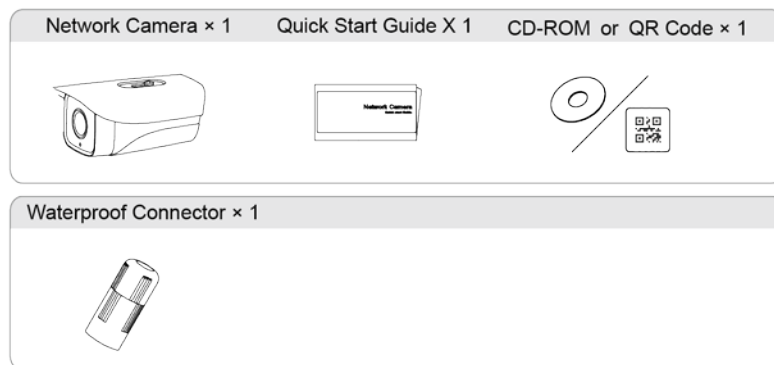 Network Camera × 1
Quick Start Guide X 1
CD-ROM or QR Code × 1
Network Camera
Waterproof Connector × 1